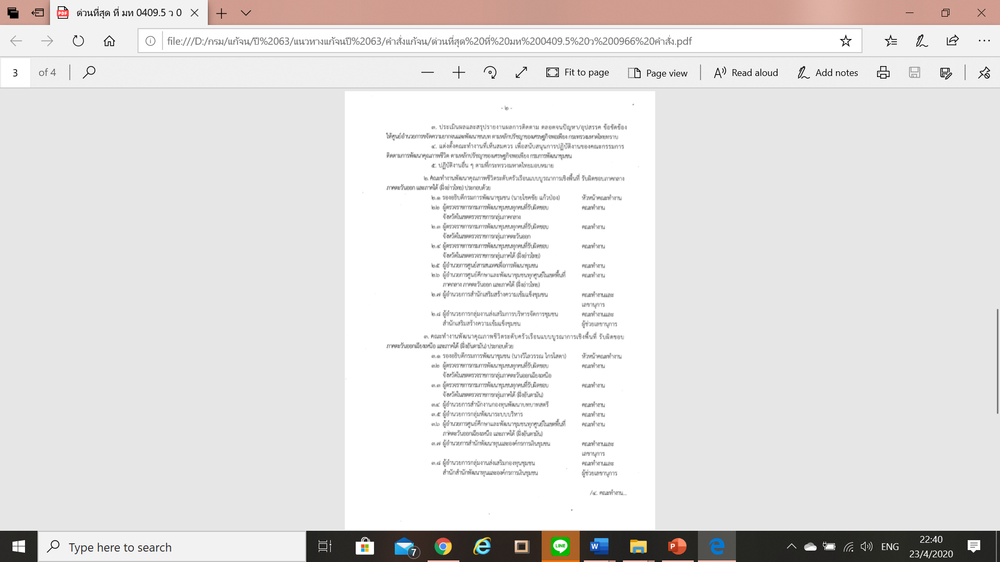 ด่วนที่สุด ที่ มท 0409.5 ว 0
file:///D:/กรม/แก้จน/ปี%2063/แนวทางแก้จนปี%2063/คำสั่งแก้จน/ด่วนที่สุด%20ที่%20มท%200409.5%20ว%200966%20คำสั่ง.pdf
3 of 4 Fit to page Page view Read aloud Add notes
- ๒ -
๓. ประเมินผลและสรุปรายงานผลการติดตาม ตลอดจนปัญหา/อุปสรรค ข้อขัดข้อง
ให้ศูนย์อำนวยการขจัดความยากจนและพัฒนาชนบท ตามหลักปรัชญาของเศรษฐกิจพอเพียง กระทรวงมหาดไทยทราบ
๔. แต่งตั้งคณะทำงานที่เห็นสมควร เพื่อสนับสนุนการปฏิบัติงานของคณะกรรมการ
ติดตามการพัฒนาคุณภาพชีวิต ตามหลักปรัชญาของเศรษฐกิจพอเพียง กรมการพัฒนาชุมชน
๕. ปฏิบัติงานอื่น ๆ ตามที่กระทรวงมหาดไทยมอบหมาย
๒. คณะทำงานพัฒนาคุณภาพชีวิตระดับครัวเรือนแบบบูรณาการเชิงพื้นที่ รับผิดชอบภาคกลาง
ภาคตะวันออก และภาคใต้ (ฝั่งอ่าวไทย) ประกอบด้วย
๒.๑ รองอธิบดีกรมการพัฒนาชุมชน (นายโชคชัย แก้วป่อง) หัวหน้าคณะทำงาน
๒.๒ ผู้ตรวจราชการกรมการพัฒนาชุมชนทุกคนที่รับผิดชอบ คณะทำงาน
จังหวัดในเขตตรวจราชการกลุ่มภาคกลาง
๒.๓ ผู้ตรวจราชการกรมการพัฒนาชุมชนทุกคนที่รับผิดชอบ คณะทำงาน
จังหวัดในเขตตรวจราชการกลุ่มภาคตะวันออก
๒.๔ ผู้ตรวจราชการกรมการพัฒนาชุมชนทุกคนที่รับผิดชอบ คณะทำงาน
จังหวัดในเขตตรวจราชการกลุ่มภาคใต้ (ฝั่งอ่าวไทย)
๒.๕ ผู้อำนวยการศูนย์สารสนเทศเพื่อการพัฒนาชุมชน คณะทำงาน
๒.๖ ผู้อำนวยการศูนย์ศึกษาและพัฒนาชุมชนทุกศูนย์ในเขตพื้นที่ คณะทำงาน
ภาคกลาง ภาคตะวันออก และภาคใต้ (ฝั่งอ่าวไทย)
๒.๗ ผู้อำนวยการสำนักเสริมสร้างความเข้มแข็งชุมชน คณะทำงานและ
เลขานุการ
๒.๘ ผู้อำนวยการกลุ่มงานส่งเสริมการบริหารจัดการชุมชน คณะทำงานและ
สำนักเสริมสร้างความเข้มแข็งชุมชน ผู้ช่วยเลขานุการ
๓. คณะทำงานพัฒนาคุณภาพชีวิตระดับครัวเรือนแบบบูรณาการเชิงพื้นที่ รับผิดชอบ
ภาคตะวันออกเฉียงเหนือ และภาคใต้ (ฝั่งอันดามัน) ประกอบด้วย
๓.๑ รองอธิบดีกรมการพัฒนาชุมชน (นางวิไลวรรณ ไกรโสดา) หัวหน้าคณะทำงาน
๓.๒ ผู้ตรวจราชการกรมการพัฒนาชุมชนทุกคนที่รับผิดชอบ คณะทำงาน
จังหวัดในเขตตรวจราชการกลุ่มภาคตะวันออกเฉียงเหนือ
๓.๓ ผู้ตรวจราชการกรมการพัฒนาชุมชนทุกคนที่รับผิดชอบ คณะทำงาน
จังหวัดในเขตตรวจราชการกลุ่มภาคใต้ (ฝั่งอันดามัน)
๓.๔ ผู้อำนวยการสำนักงานกองทุนพัฒนาบทบาทสตรี คณะทำงาน
๓.๕ ผู้อำนวยการกลุ่มพัฒนาระบบบริหาร คณะทำงาน
๓.๖ ผู้อำนวยการศูนย์ศึกษาและพัฒนาชุมชนทุกศูนย์ในเขตพื้นที่ คณะทำงาน
ภาคตะวันออกเฉียงเหนือ และภาคใต้ (ฝั่งอันดามัน)
๓.๗ ผู้อำนวยการสำนักพัฒนาทุนและองค์กรการเงินชุมชน คณะทำงานและ
เลขานุการ
๓.๘ ผู้อำนวยการกลุ่มงานส่งเสริมกองทุนชุมชน คณะทำงานและ
สำนักสำนักพัฒนาทุนและองค์กรการเงินชุมชน ผู้ช่วยเลขานุการ
/๔. คณะทำงาน...
Type here to search 7 LINE ENG 22:40
23/4/2020